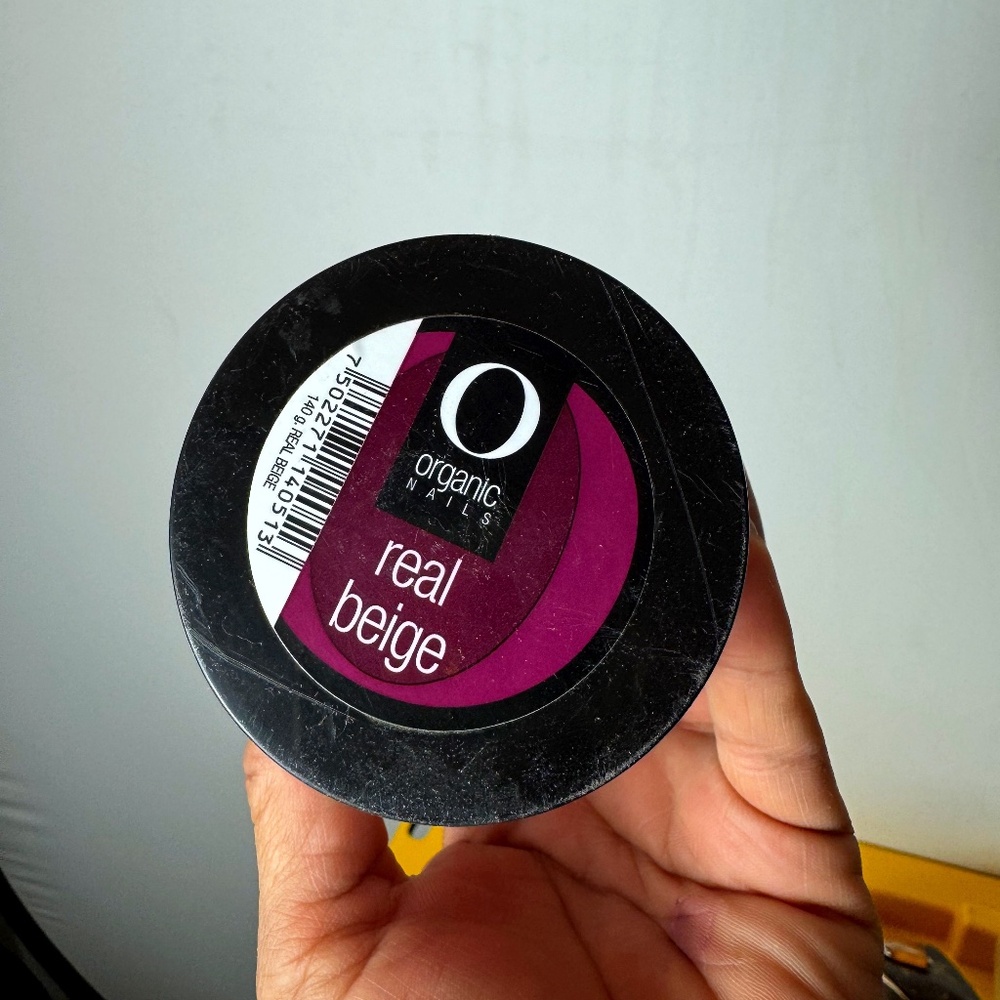 O
organic
NAILS
real
beige
7 502271 140513
140 g. REAL BEIGE